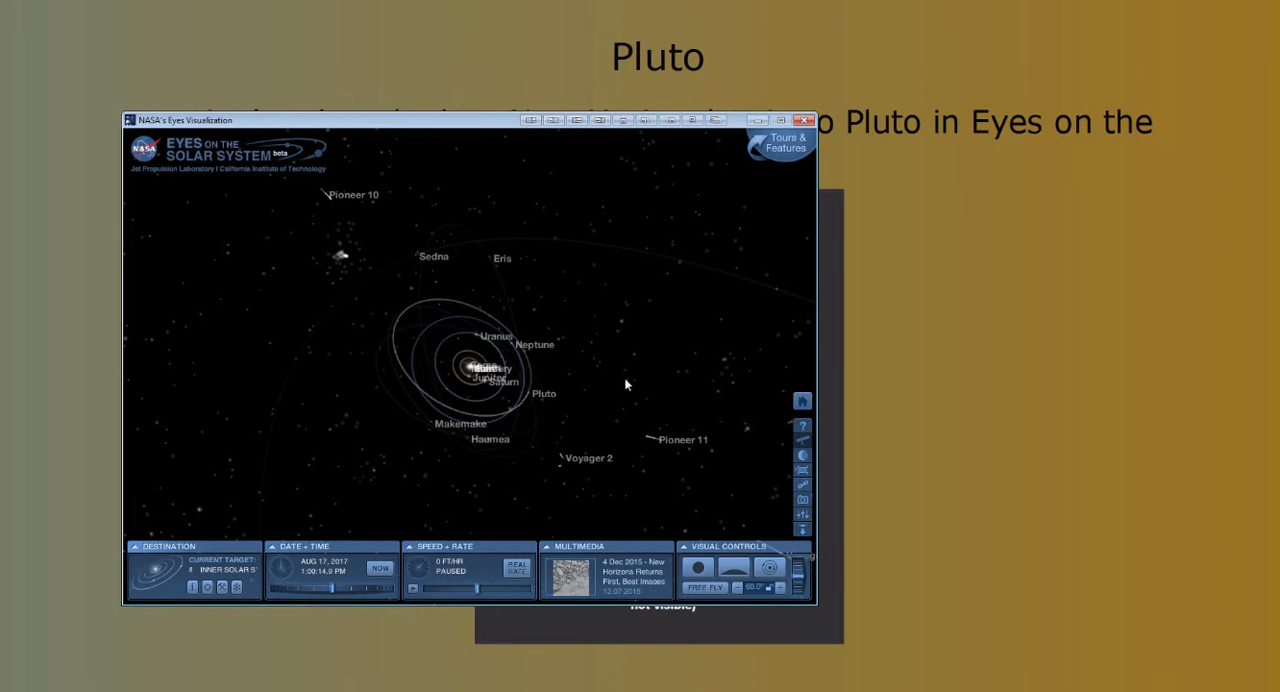 Pluto
o Pluto in Eyes on the
NASA's Eyes Visualization
NASA
EYES ON THE
SOLAR SYSTEM beta
Jet Propulsion Laboratory | California Institute of Technology
Tours &
Features
Pioneer 10
Sedna
Eris
Uranus
Neptune
Jupiter
Saturn
Pluto
Makemake
Haumea
Pioneer 11
Voyager 2
DESTINATION
CURRENT TARGET:
INNER SOLAR S
DATE + TIME
AUG 17, 2017
1:00:14.9 PM
NOW
SPEED + RATE
0 FT/HR
PAUSED
REAL
RATE
MULTIMEDIA
4 Dec 2015 - New
Horizons Returns
First, Best Images
12.07.2015
VISUAL CONTROLS
FREE FLY
60.0°
not visible)